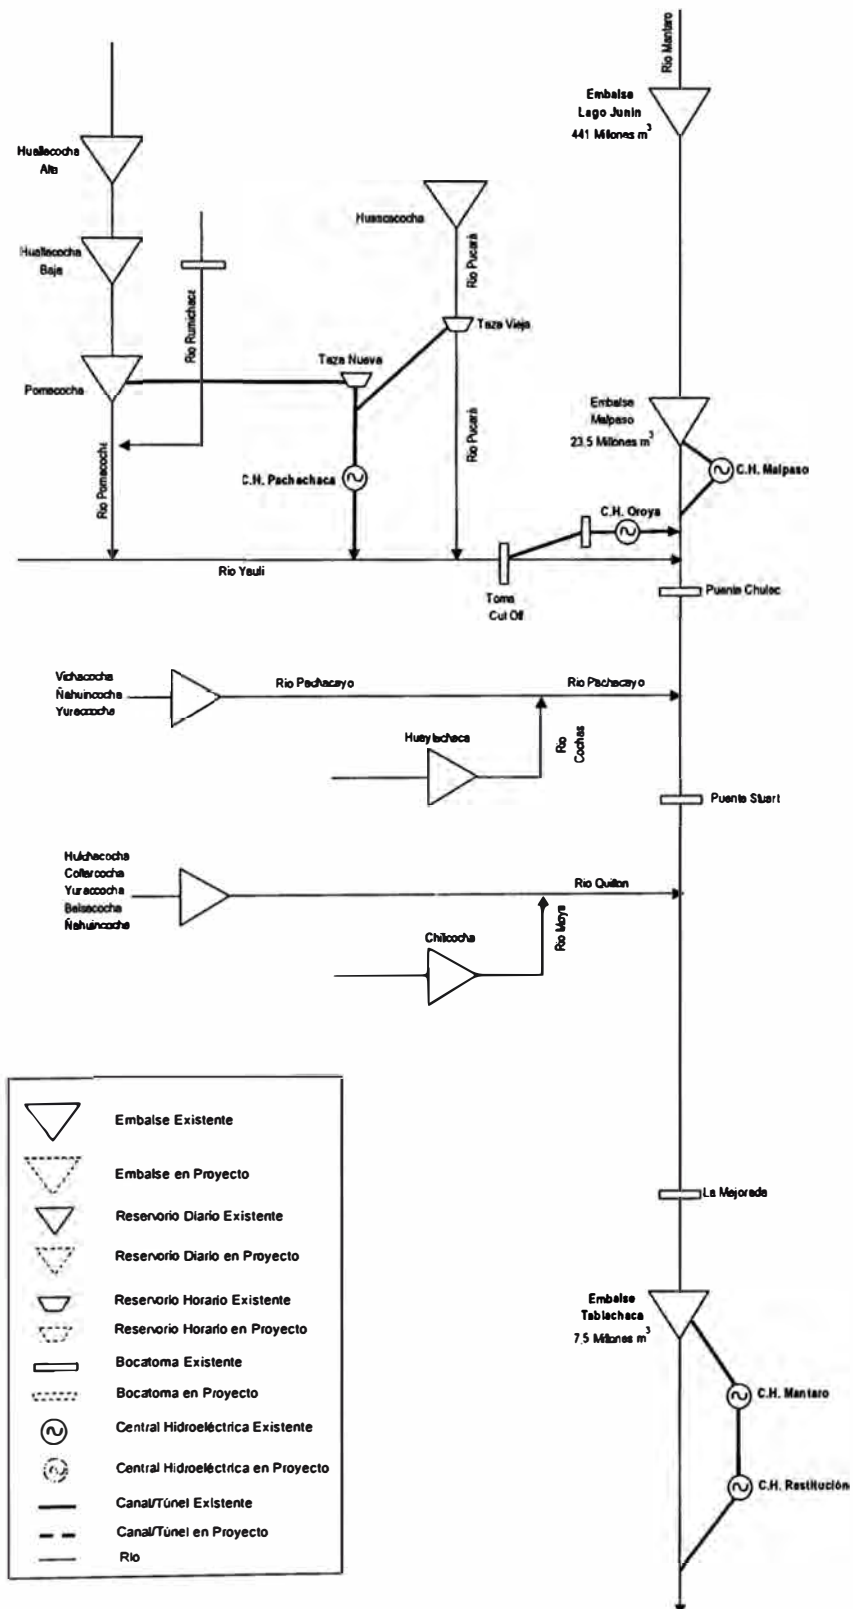 Río Mantaro
Embalse
Lago Junín
441 Millones m³
Huallacocha
Alta
Huascacocha
Huallacocha
Baja
Río Pucará
Río Rumichaca
Taza Vieja
Taza Nueva
Pomacocha
Embalse
Malpaso
23,5 Millones m³
Río Pucará
C.H. Malpaso
Río Pomacocha
C.H. Pachachaca
C.H. Oroya
Río Yauli
Toma
Cut Off
Puente Chulec
Vichacocha
Ñahuincocha
Yuraccocha
Río Pachacayo
Río Pachacayo
Huaylacheca
Río
Cochas
Puente Stuart
Huichacocha
Collarcocha
Yuraccocha
Balsacocha
Ñahuincocha
Río Quillon
Río Moya
Chilicocha
La Mejorada
Embalse
Tablachaca
7,5 Millones m³
C.H. Mantaro
C.H. Restitución
Embalse Existente
Embalse en Proyecto
Reservorio Diario Existente
Reservorio Diario en Proyecto
Reservorio Horario Existente
Reservorio Horario en Proyecto
Bocatoma Existente
Bocatoma en Proyecto
Central Hidroeléctrica Existente
Central Hidroeléctrica en Proyecto
Canal/Túnel Existente
Canal/Túnel en Proyecto
Río